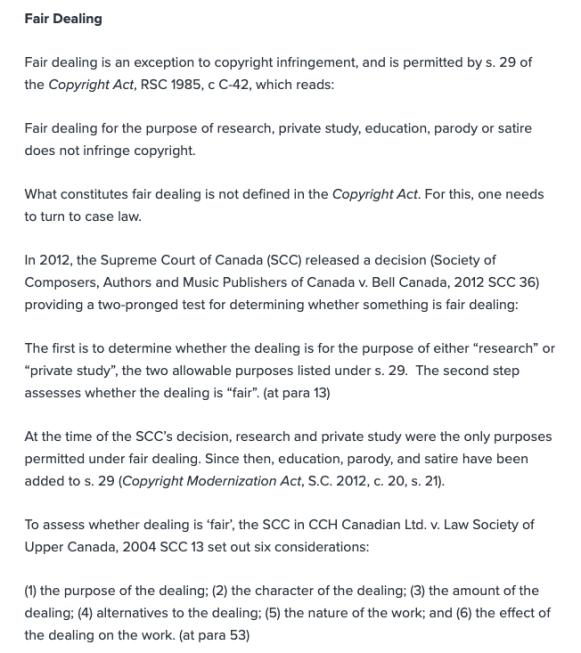 Fair Dealing
Fair dealing is an exception to copyright infringement, and is permitted by s. 29 of
the Copyright Act, RSC 1985, c C-42, which reads:
Fair dealing for the purpose of research, private study, education, parody or satire
does not infringe copyright.
What constitutes fair dealing is not defined in the Copyright Act. For this, one needs
to turn to case law.
In 2012, the Supreme Court of Canada (SCC) released a decision (Society of
Composers, Authors and Music Publishers of Canada v. Bell Canada, 2012 SCC 36)
providing a two-pronged test for determining whether something is fair dealing:
The first is to determine whether the dealing is for the purpose of either “research” or
“private study”, the two allowable purposes listed under s. 29.  The second step
assesses whether the dealing is “fair”. (at para 13)
At the time of the SCC’s decision, research and private study were the only purposes
permitted under fair dealing. Since then, education, parody, and satire have been
added to s. 29 (Copyright Modernization Act, S.C. 2012, c. 20, s. 21).
To assess whether dealing is ‘fair’, the SCC in CCH Canadian Ltd. v. Law Society of
Upper Canada, 2004 SCC 13 set out six considerations:
(1) the purpose of the dealing; (2) the character of the dealing; (3) the amount of the
dealing; (4) alternatives to the dealing; (5) the nature of the work; and (6) the effect of
the dealing on the work. (at para 53)